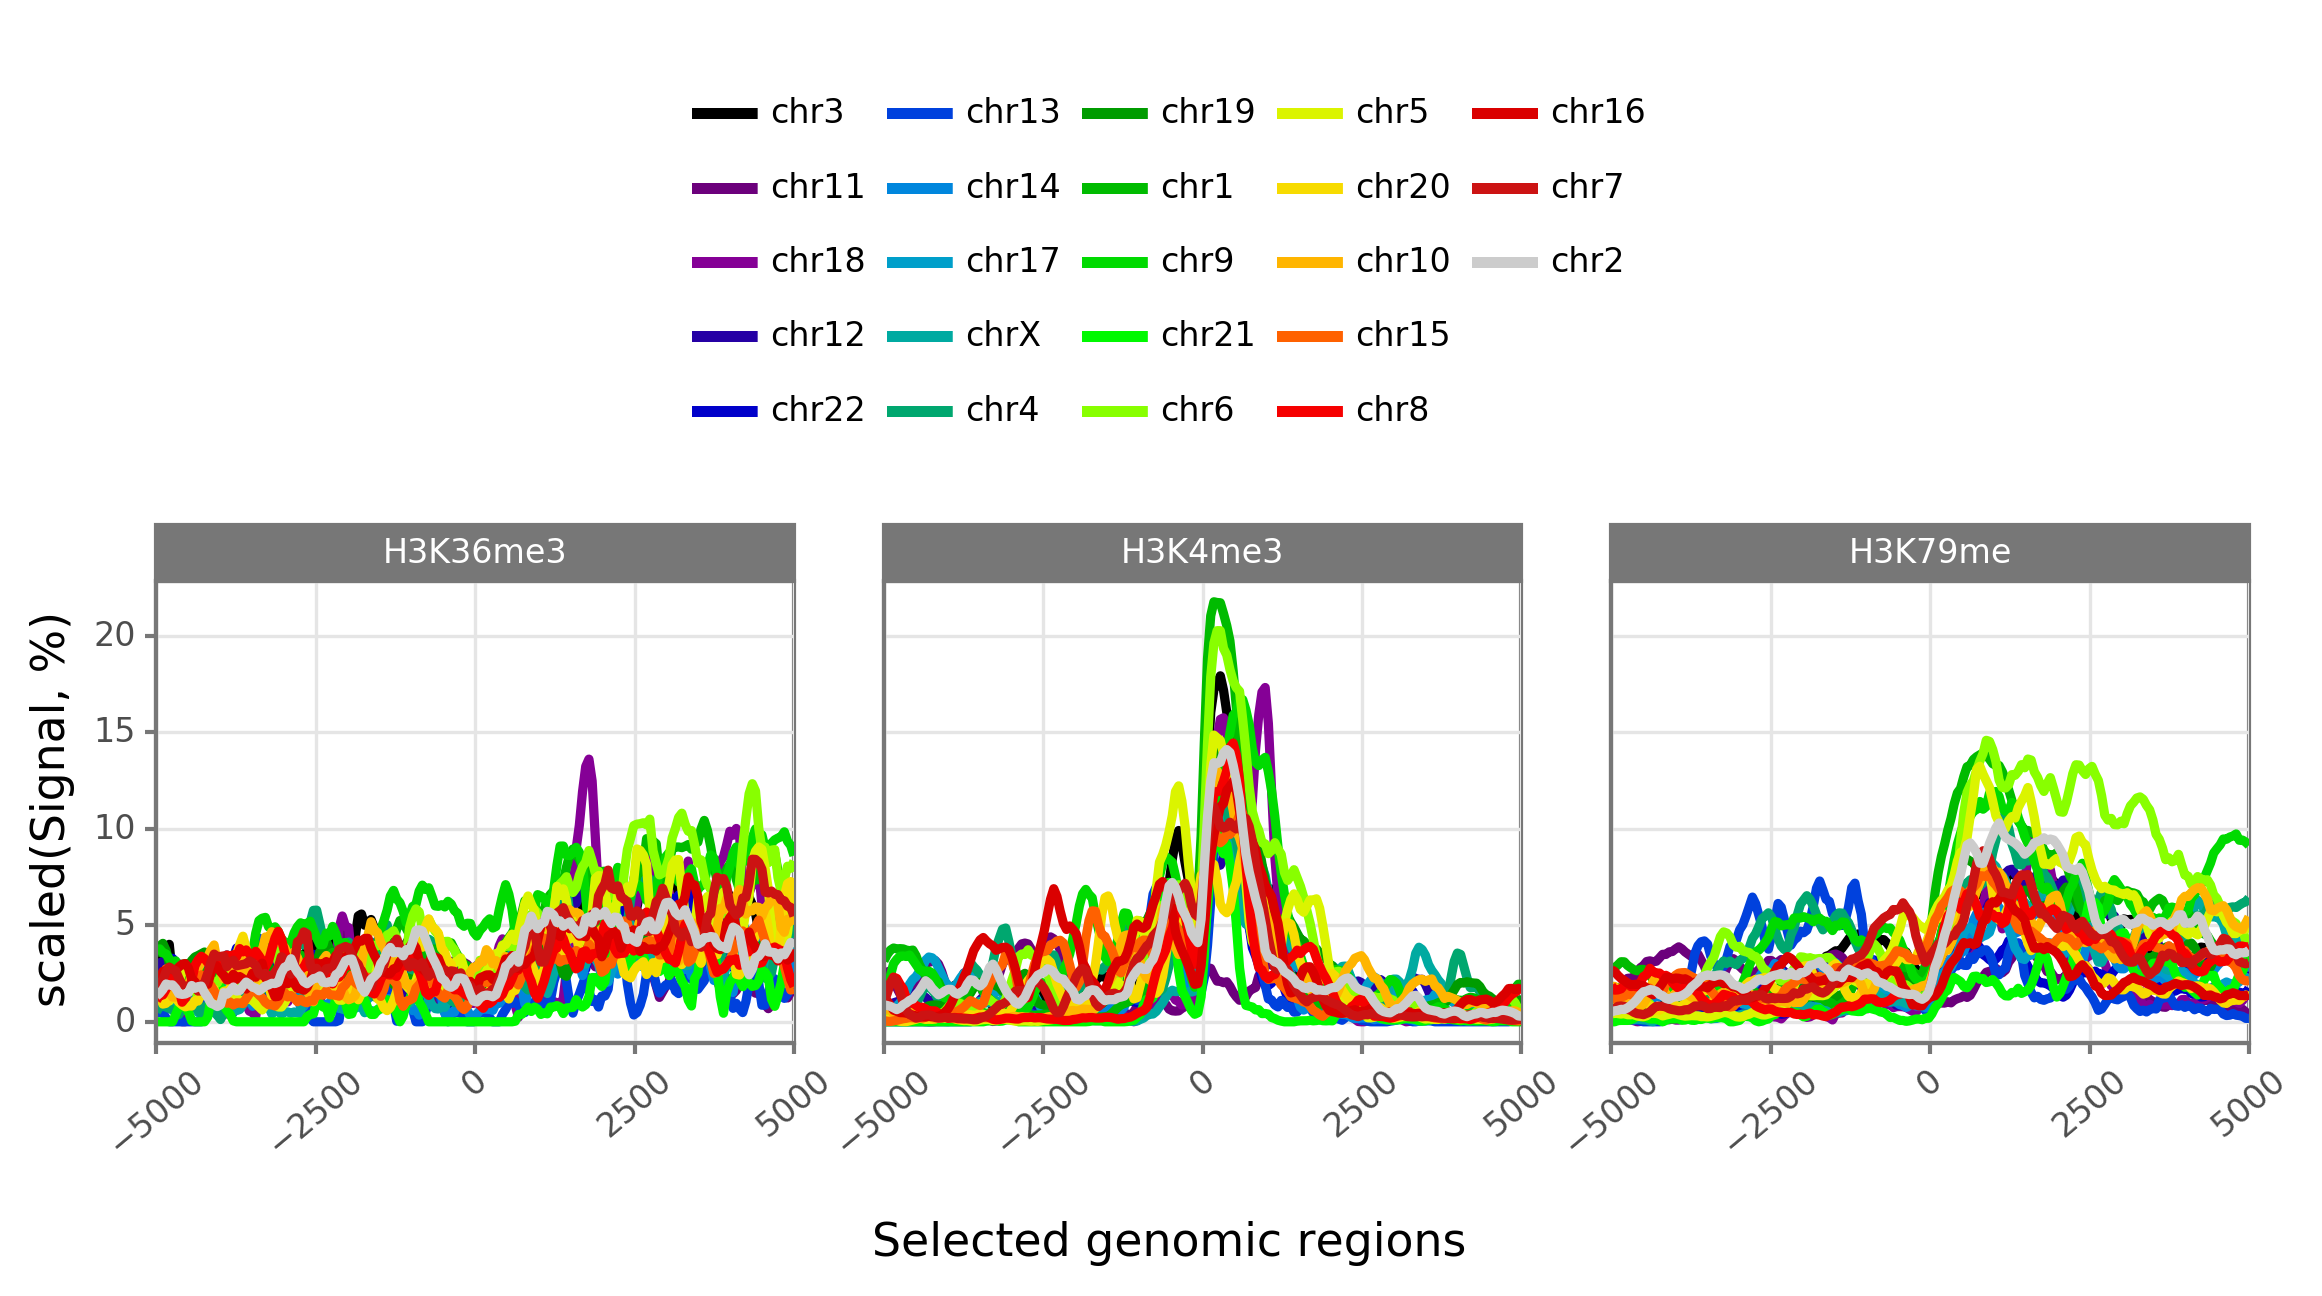 chr3 chr13 chr19 chr5 chr16
chr11 chr14 chr1 chr20 chr7
chr18 chr17 chr9 chr10 chr2
chr12 chrX chr21 chr15
chr22 chr4 chr6 chr8
H3K36me3 H3K4me3 H3K79me
scaled(Signal, %)
20
15
10
5
0
−5000 −2500 0 2500 5000 −5000 −2500 0 2500 5000 −5000 −2500 0 2500 5000
Selected genomic regions